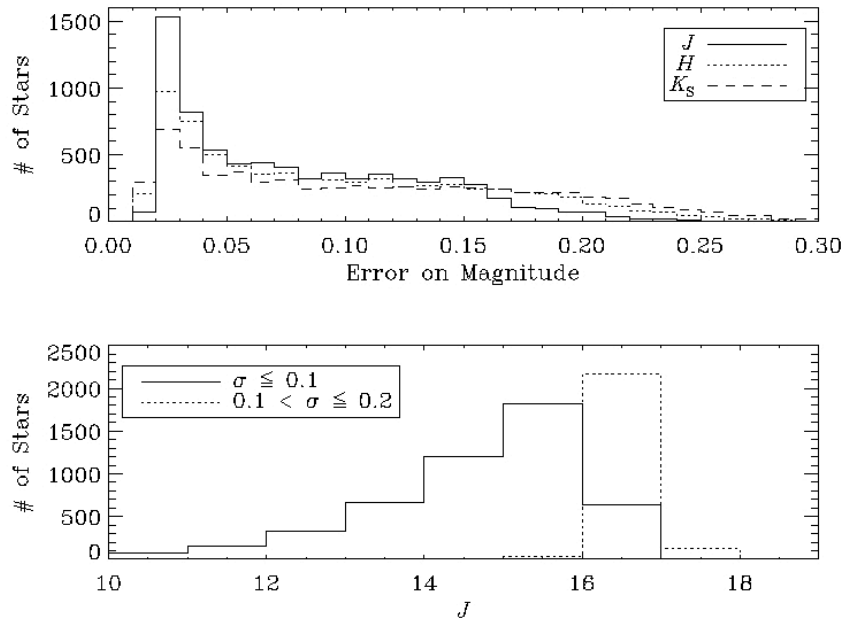 1500
1000
500
0
# of Stars
J
H
K_S
0.00 0.05 0.10 0.15 0.20 0.25 0.30
Error on Magnitude
2500
2000
1500
1000
500
0
# of Stars
σ ≦ 0.1
0.1 < σ ≦ 0.2
10 12 14 16 18
J